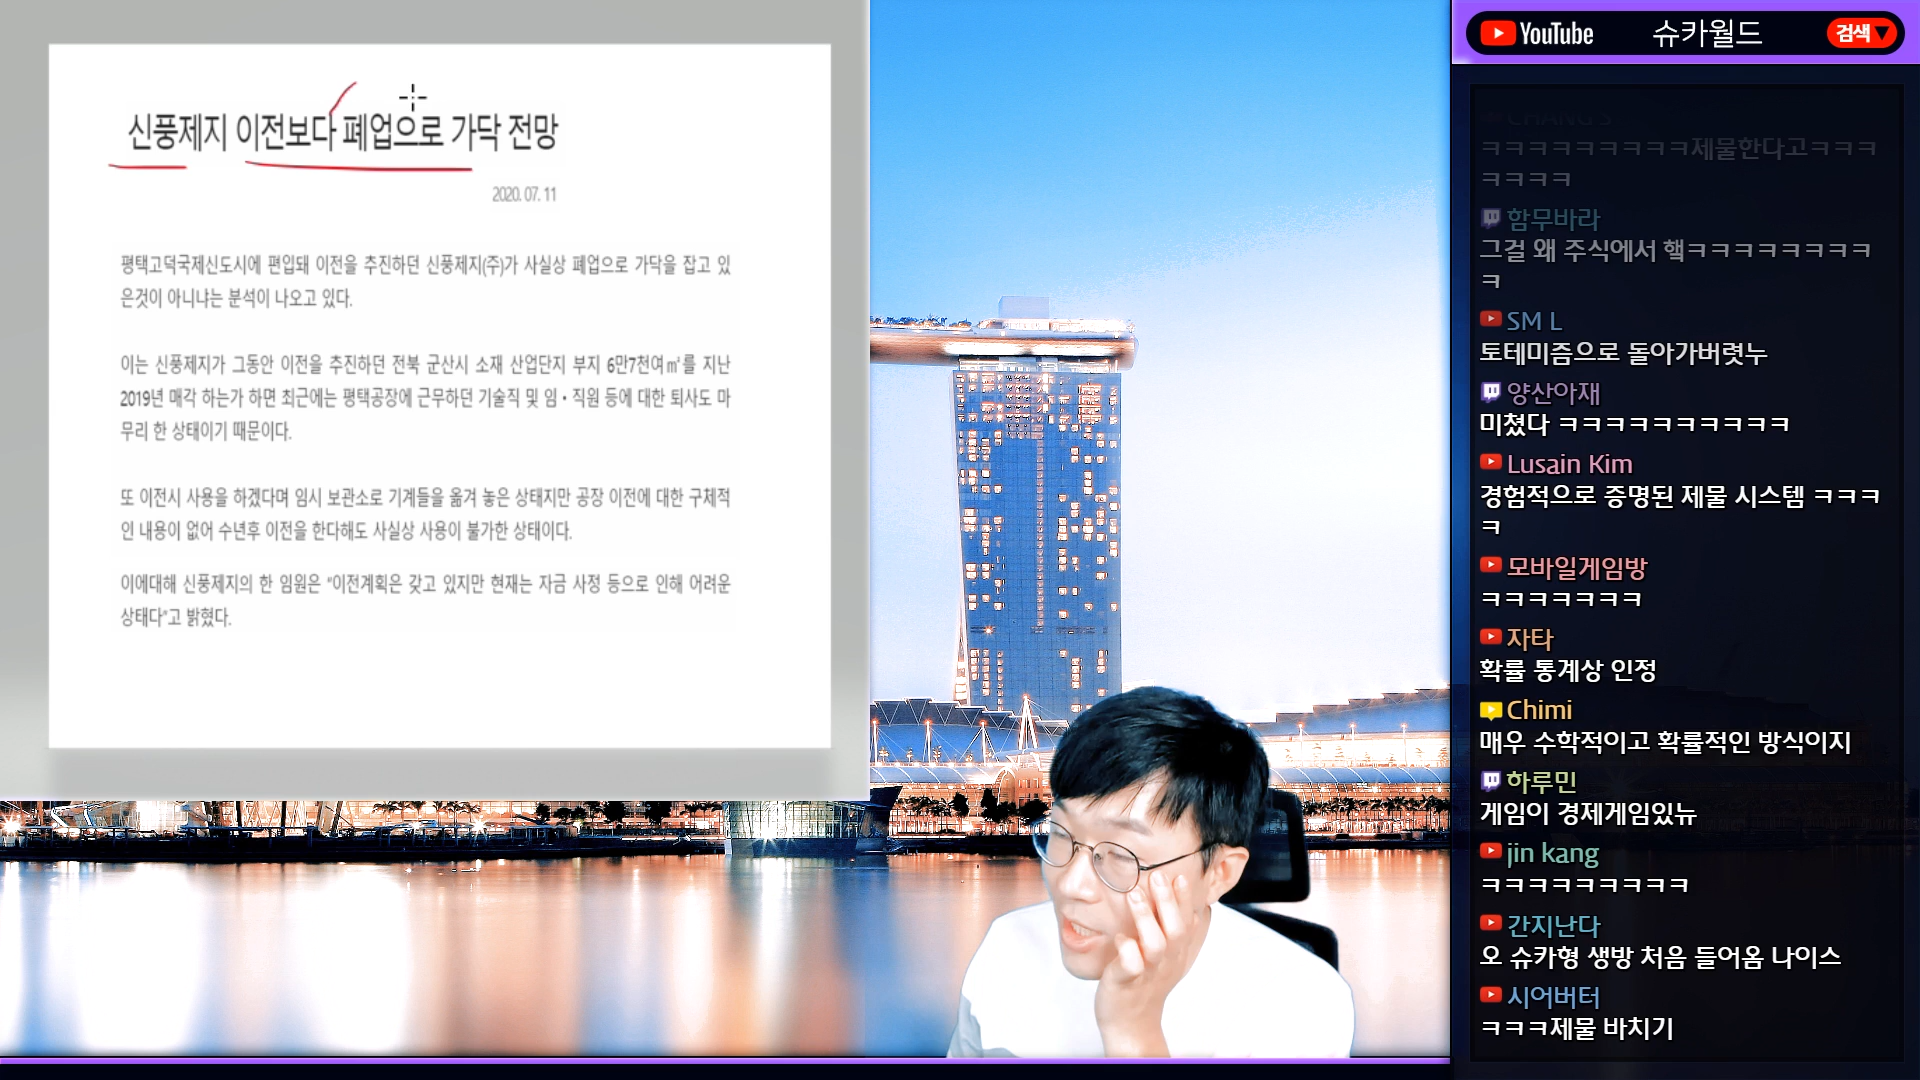 신풍제지 이전보다 폐업으로 가닥 전망
2020. 07. 11
평택고덕국제신도시에 편입돼 이전을 추진하던 신풍제지(주)가 사실상 폐업으로 가닥을 잡고 있
은것이 아니냐는 분석이 나오고 있다.
이는 신풍제지가 그동안 이전을 추진하던 전북 군산시 소재 산업단지 부지 6만7천여㎡를 지난
2019년 매각 하는가 하면 최근에는 평택공장에 근무하던 기술직 및 임·직원 등에 대한 퇴사도 마
무리 한 상태이기 때문이다.
또 이전시 사용을 하겠다며 임시 보관소로 기계들을 옮겨 놓은 상태지만 공장 이전에 대한 구체적
인 내용이 없어 수년후 이전을 한다해도 사실상 사용이 불가한 상태이다.
이에대해 신풍제지의 한 임원은 "이전계획은 갖고 있지만 현재는 자금 사정 등으로 인해 어려운
상태다"고 밝혔다.
YouTube 슈카월드 검색▼
CHANG S
ㅋㅋㅋㅋㅋㅋㅋㅋㅋ제물한다고ㅋㅋㅋ
ㅋㅋㅋㅋ
함무바라
그걸 왜 주식에서 핵ㅋㅋㅋㅋㅋㅋㅋㅋ
ㅋ
SM L
토테미즘으로 돌아가버렷누
양산아재
미쳤다 ㅋㅋㅋㅋㅋㅋㅋㅋㅋㅋ
Lusain Kim
경험적으로 증명된 제물 시스템 ㅋㅋㅋ
ㅋ
모바일게임방
ㅋㅋㅋㅋㅋㅋㅋ
자타
확률 통계상 인정
Chimi
매우 수학적이고 확률적인 방식이지
하루민
게임이 경제게임있뉴
jin kang
ㅋㅋㅋㅋㅋㅋㅋㅋㅋ
간지난다
오 슈카형 생방 처음 들어옴 나이스
시어버터
ㅋㅋㅋ제물 바치기